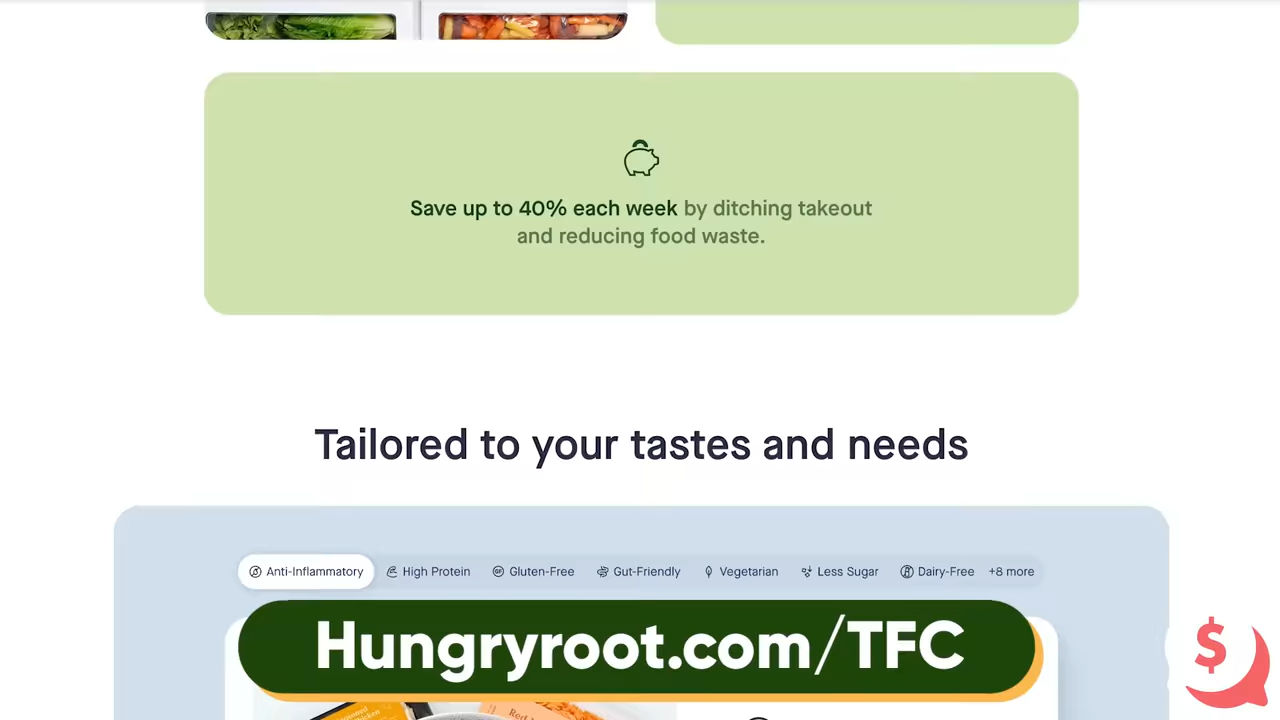 Save up to 40% each week by ditching takeout
and reducing food waste.
Tailored to your tastes and needs
Anti-Inflammatory High Protein Gluten-Free Gut-Friendly Vegetarian Less Sugar Dairy-Free +8 more
Hungryroot.com/TFC
$